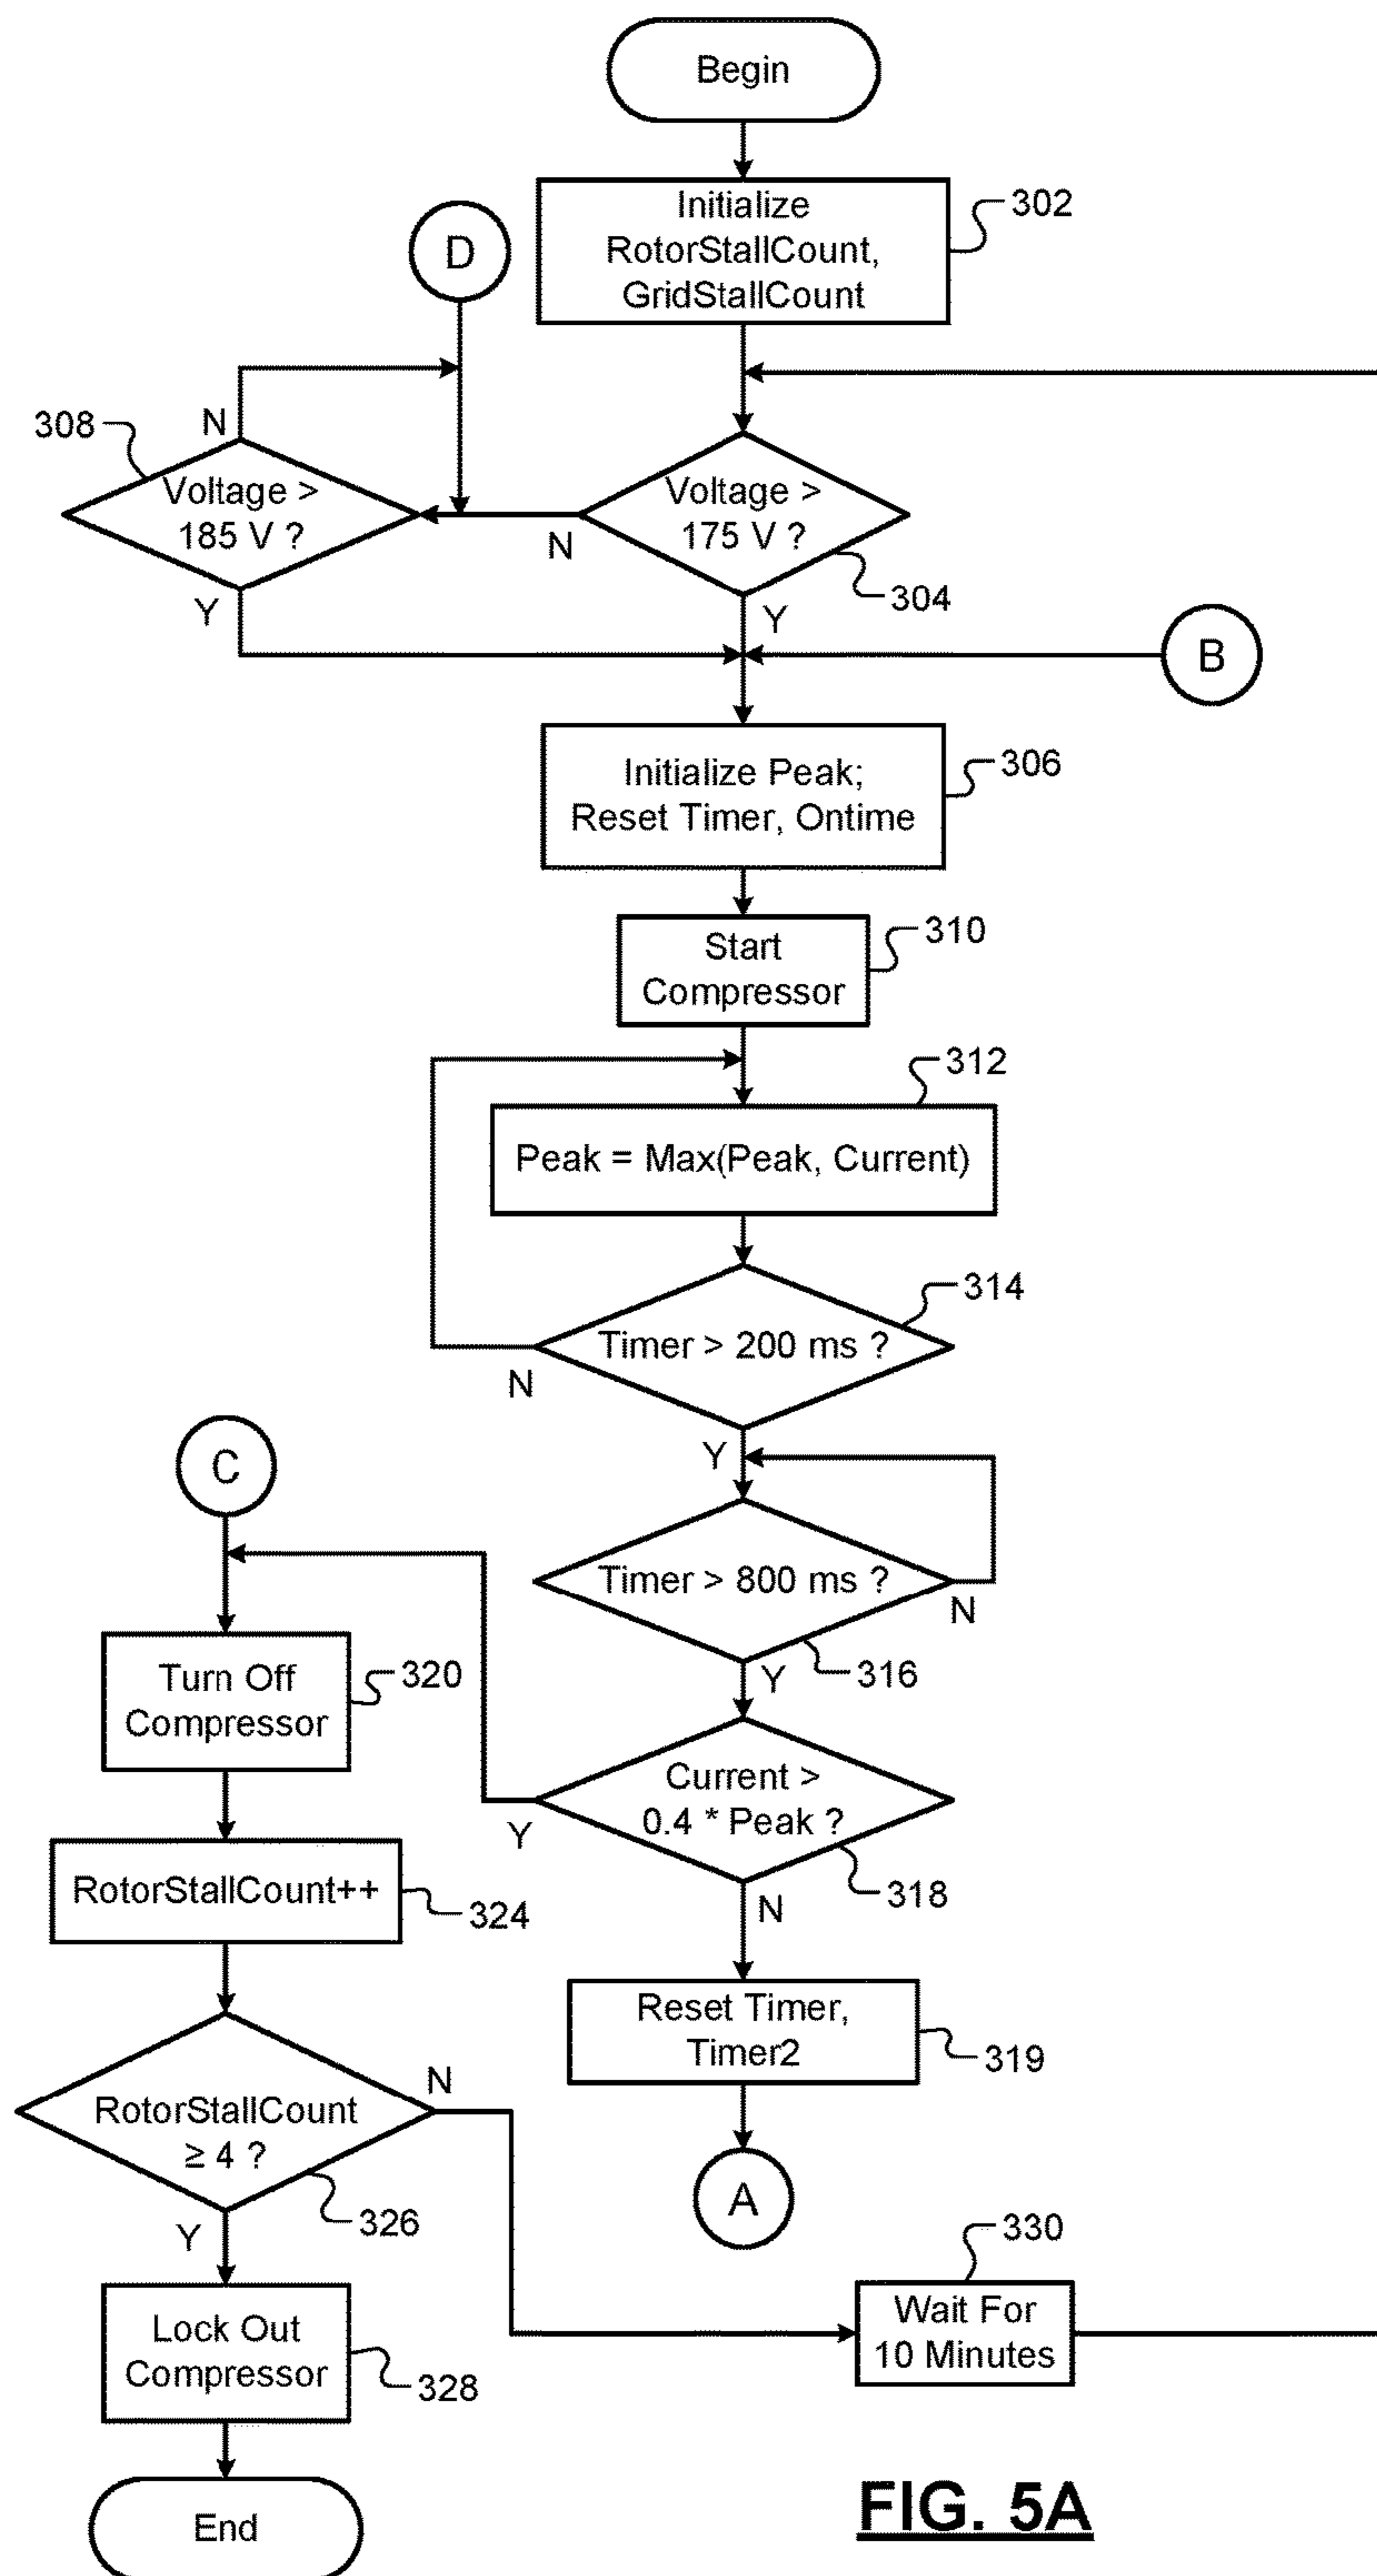 Begin
Initialize
RotorStallCount,
GridStallCount
302
D
308
N
Voltage >
185 V ?
Y
Voltage >
175 V ?
N
304
Y
B
Initialize Peak;
Reset Timer, Ontime
306
Start
Compressor
310
312
Peak = Max(Peak, Current)
314
Timer > 200 ms ?
N
Y
C
Timer > 800 ms ?
N
316
Y
Turn Off
Compressor
320
Current >
0.4 * Peak ?
Y
318
N
RotorStallCount++
324
Reset Timer,
Timer2
319
N
RotorStallCount
≥ 4 ?
326
Y
A
330
Wait For
10 Minutes
Lock Out
Compressor
328
End
FIG. 5A